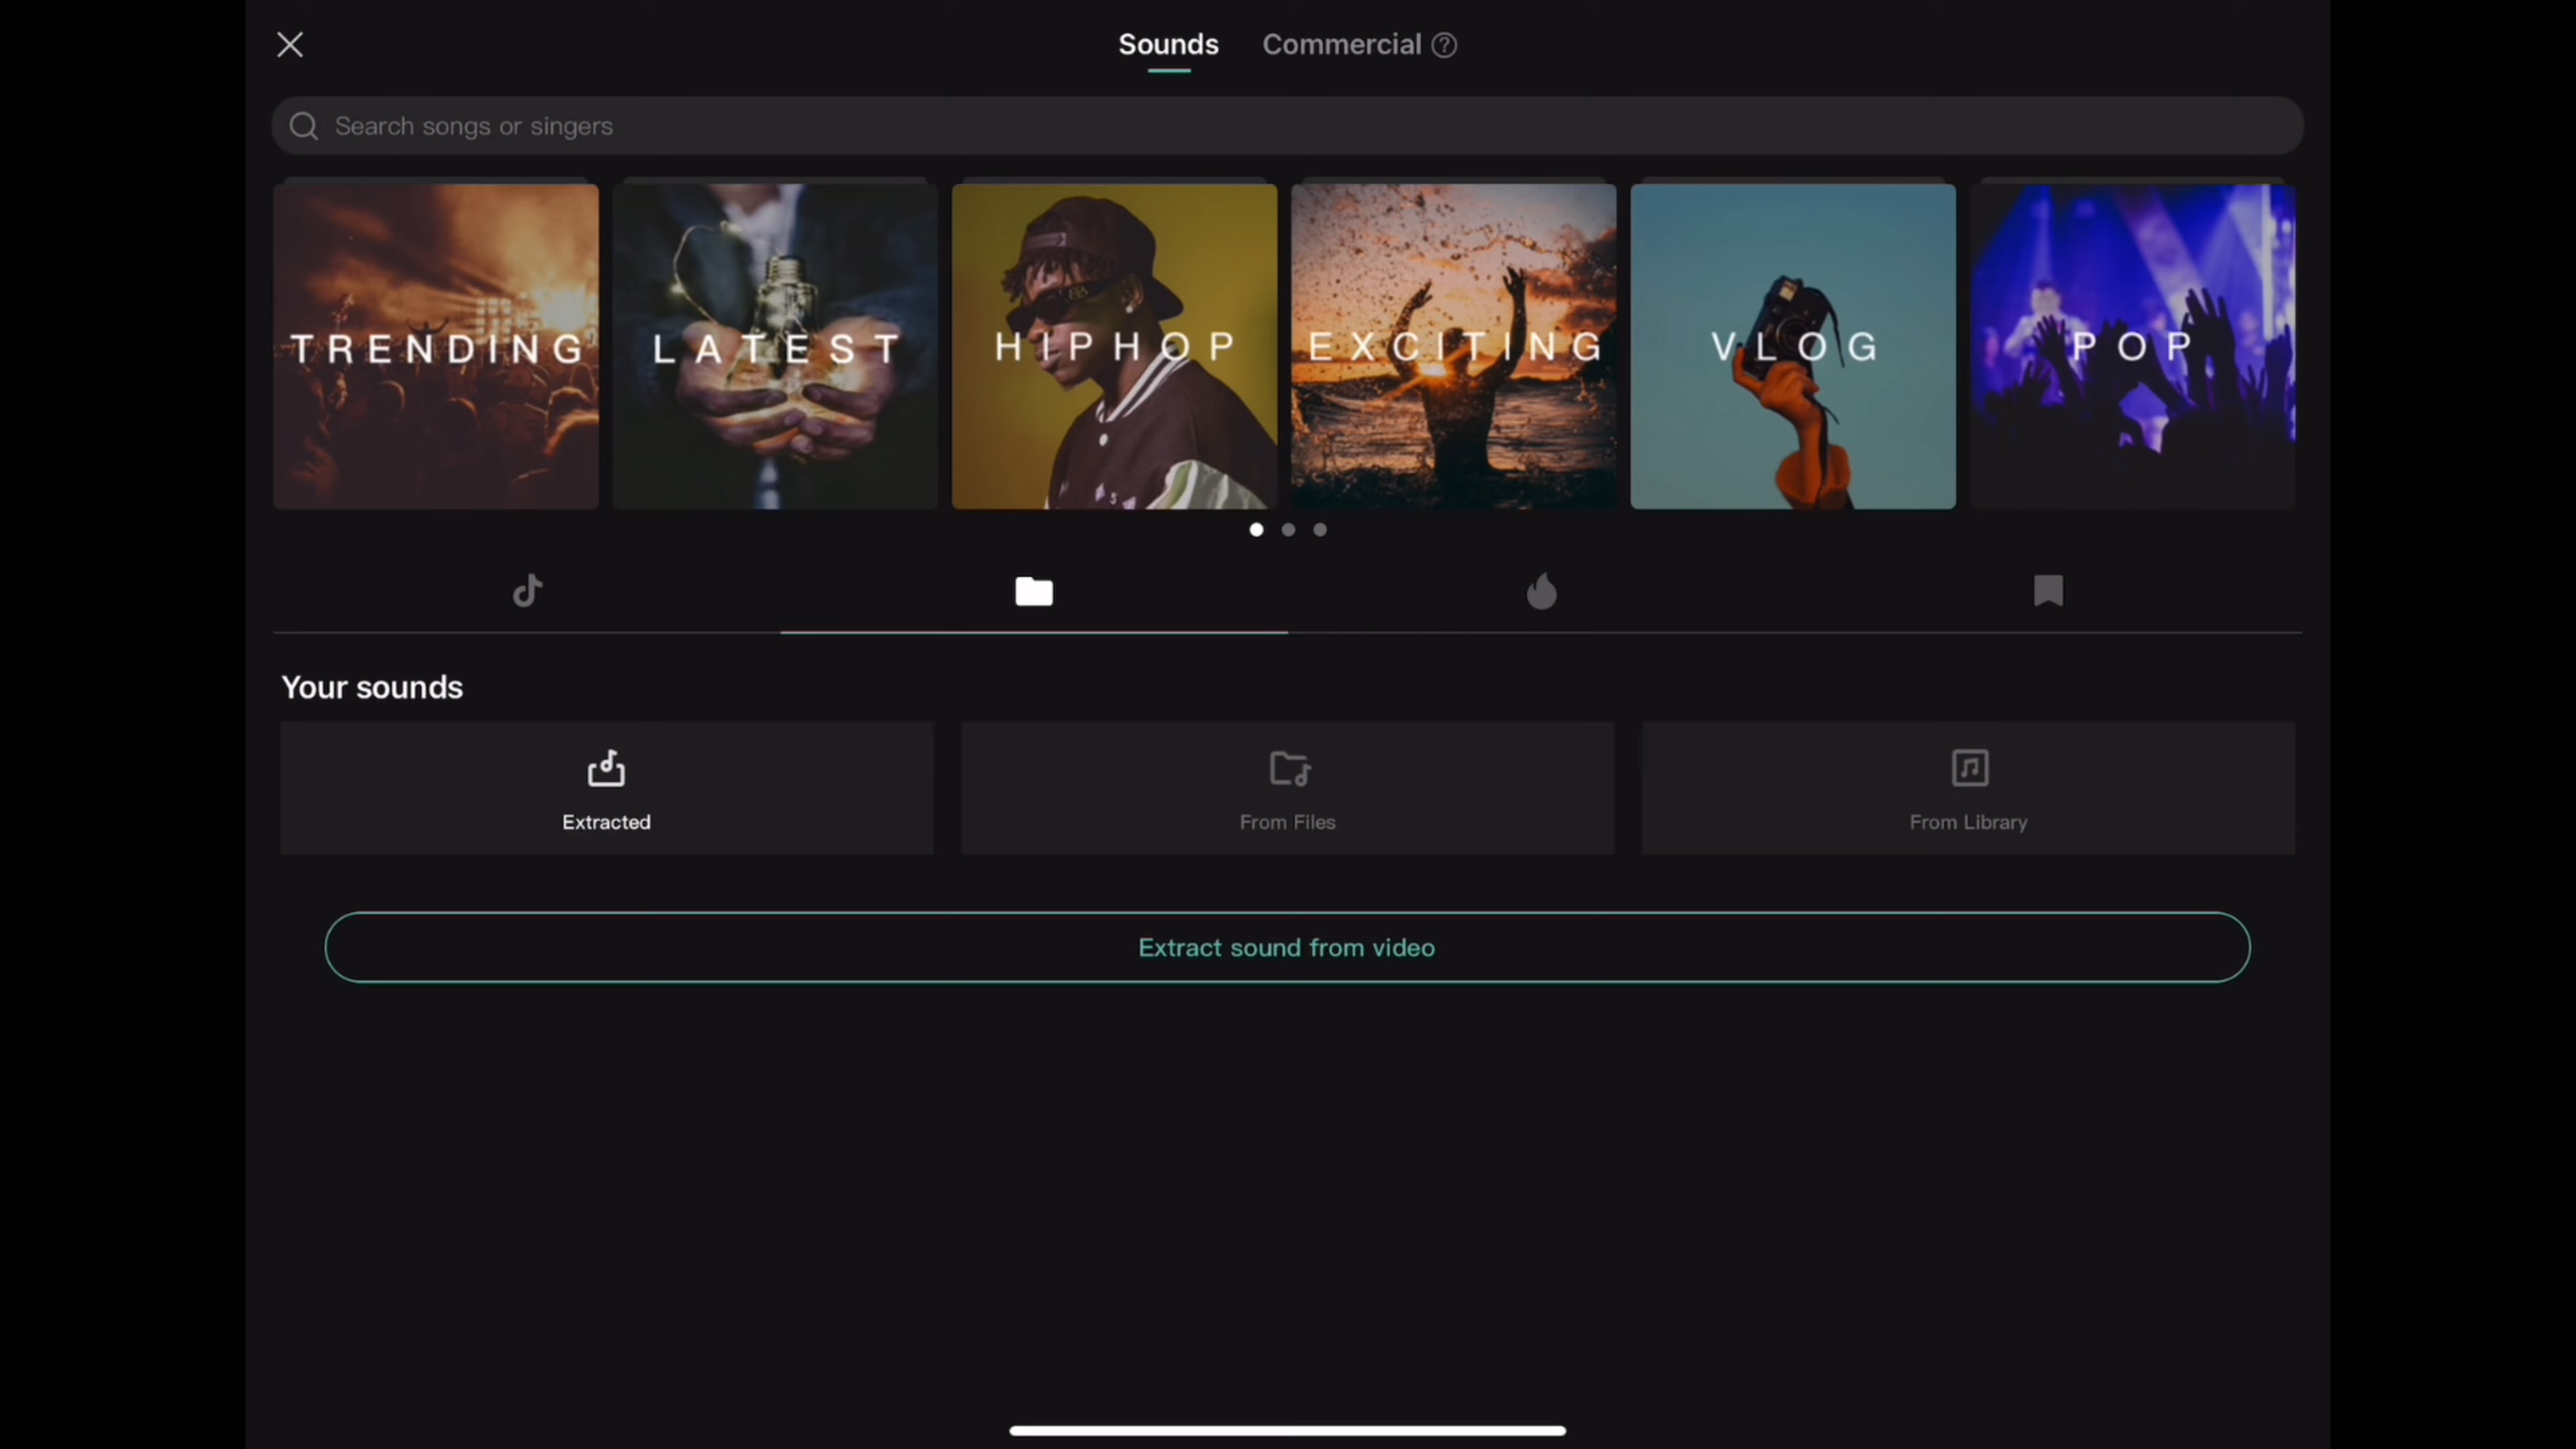 Sounds
Commercial ?
Search songs or singers
TRENDING
LATEST
HIPHOP
EXCITING
VLOG
POP
Your sounds
Extracted
From Files
From Library
Extract sound from video